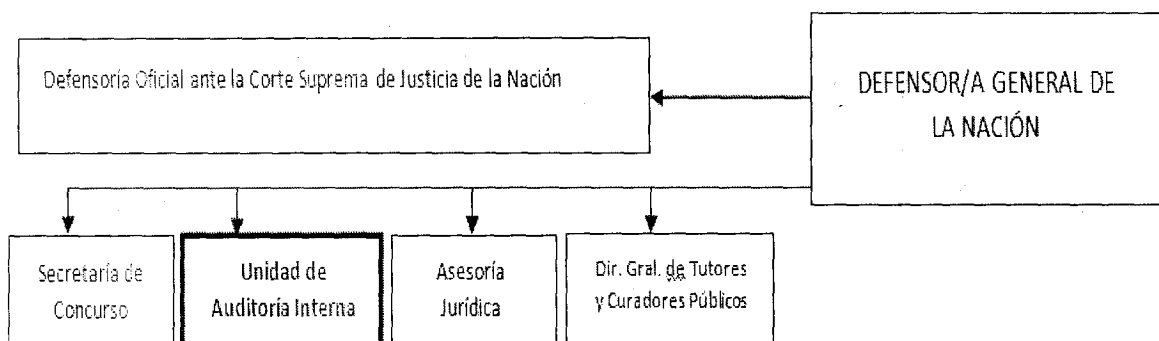 Defensoría Oficial ante la Corte Suprema de Justicia de la Nación
DEFENSOR/A GENERAL DE
LA NACIÓN
Secretaría de
Concurso
Unidad de
Auditoría Interna
Asesoría
Jurídica
Dir. Gral. de Tutores
y Curadores Públicos